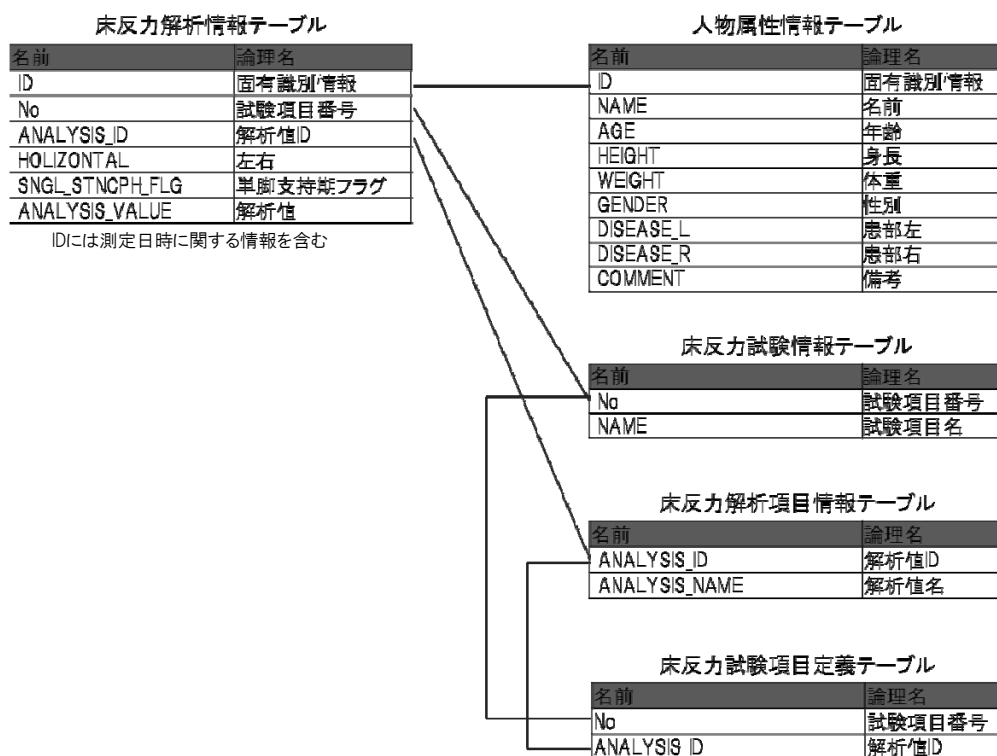 床反力解析情報テーブル
名前 論理名
ID 固有識別情報
No 試験項目番号
ANALYSIS_ID 解析値ID
HOLIZONTAL 左右
SNGL_STNCPH_FLG 単脚支持期フラグ
ANALYSIS_VALUE 解析値
IDには測定日時に関する情報を含む
人物属性情報テーブル
名前 論理名
ID 固有識別情報
NAME 名前
AGE 年齢
HEIGHT 身長
WEIGHT 体重
GENDER 性別
DISEASE_L 患部左
DISEASE_R 患部右
COMMENT 備考
床反力試験情報テーブル
名前 論理名
No 試験項目番号
NAME 試験項目名
床反力解析項目情報テーブル
名前 論理名
ANALYSIS_ID 解析値ID
ANALYSIS_NAME 解析値名
床反力試験項目定義テーブル
名前 論理名
No 試験項目番号
ANALYSIS_ID 解析値ID